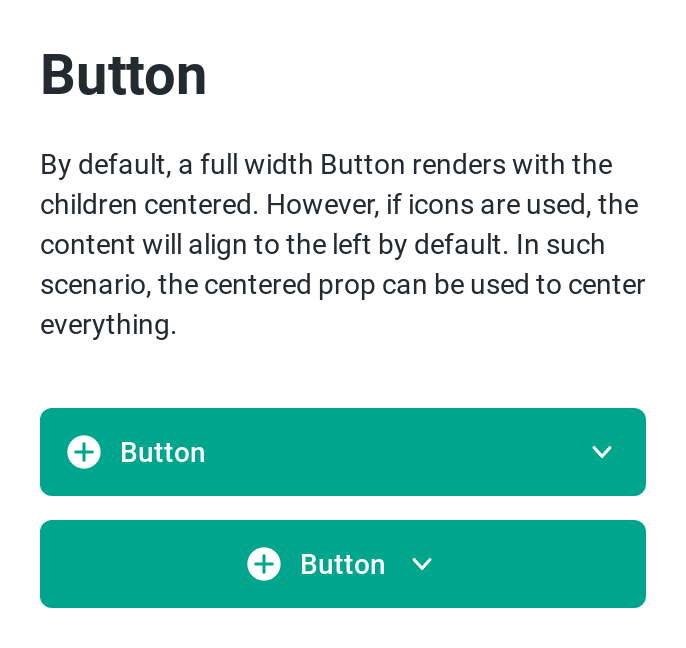 Button
By default, a full width Button renders with the
children centered. However, if icons are used, the
content will align to the left by default. In such
scenario, the centered prop can be used to center
everything.
Button
Button